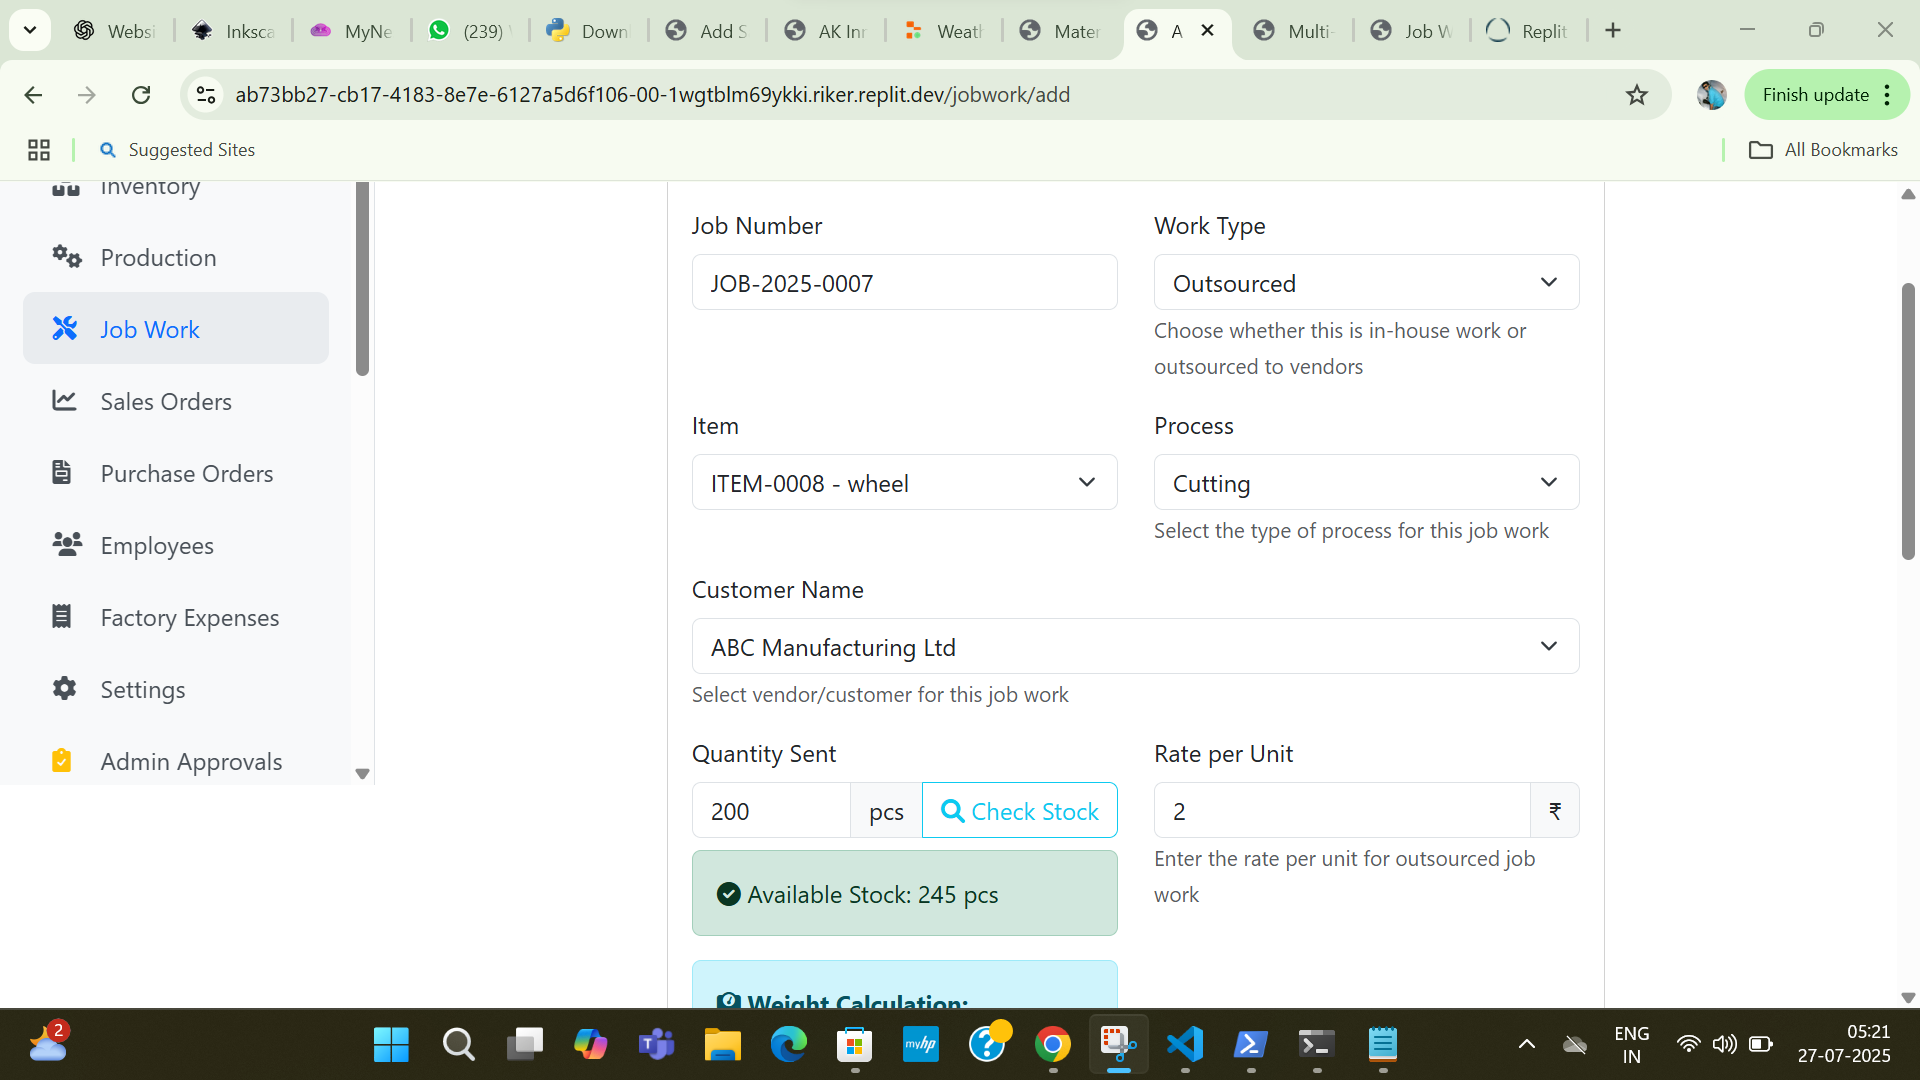 Websi
Inksca
MyNe
(239)
Down
Add S
AK Inr
Weath
Mater
A
Multi-
Job W
Replit
ab73bb27-cb17-4183-8e7e-6127a5d6f106-00-1wgtblm69ykki.riker.replit.dev/jobwork/add
Finish update
Suggested Sites
All Bookmarks
Inventory
Production
Job Work
Sales Orders
Purchase Orders
Employees
Factory Expenses
Settings
Admin Approvals
Job Number
JOB-2025-0007
Work Type
Outsourced
Choose whether this is in-house work or
outsourced to vendors
Item
ITEM-0008 - wheel
Process
Cutting
Select the type of process for this job work
Customer Name
ABC Manufacturing Ltd
Select vendor/customer for this job work
Quantity Sent
200 pcs Check Stock
Available Stock: 245 pcs
Rate per Unit
2 ₹
Enter the rate per unit for outsourced job
work
Weight Calculation:
2
myhp
ENG
IN
05:21
27-07-2025